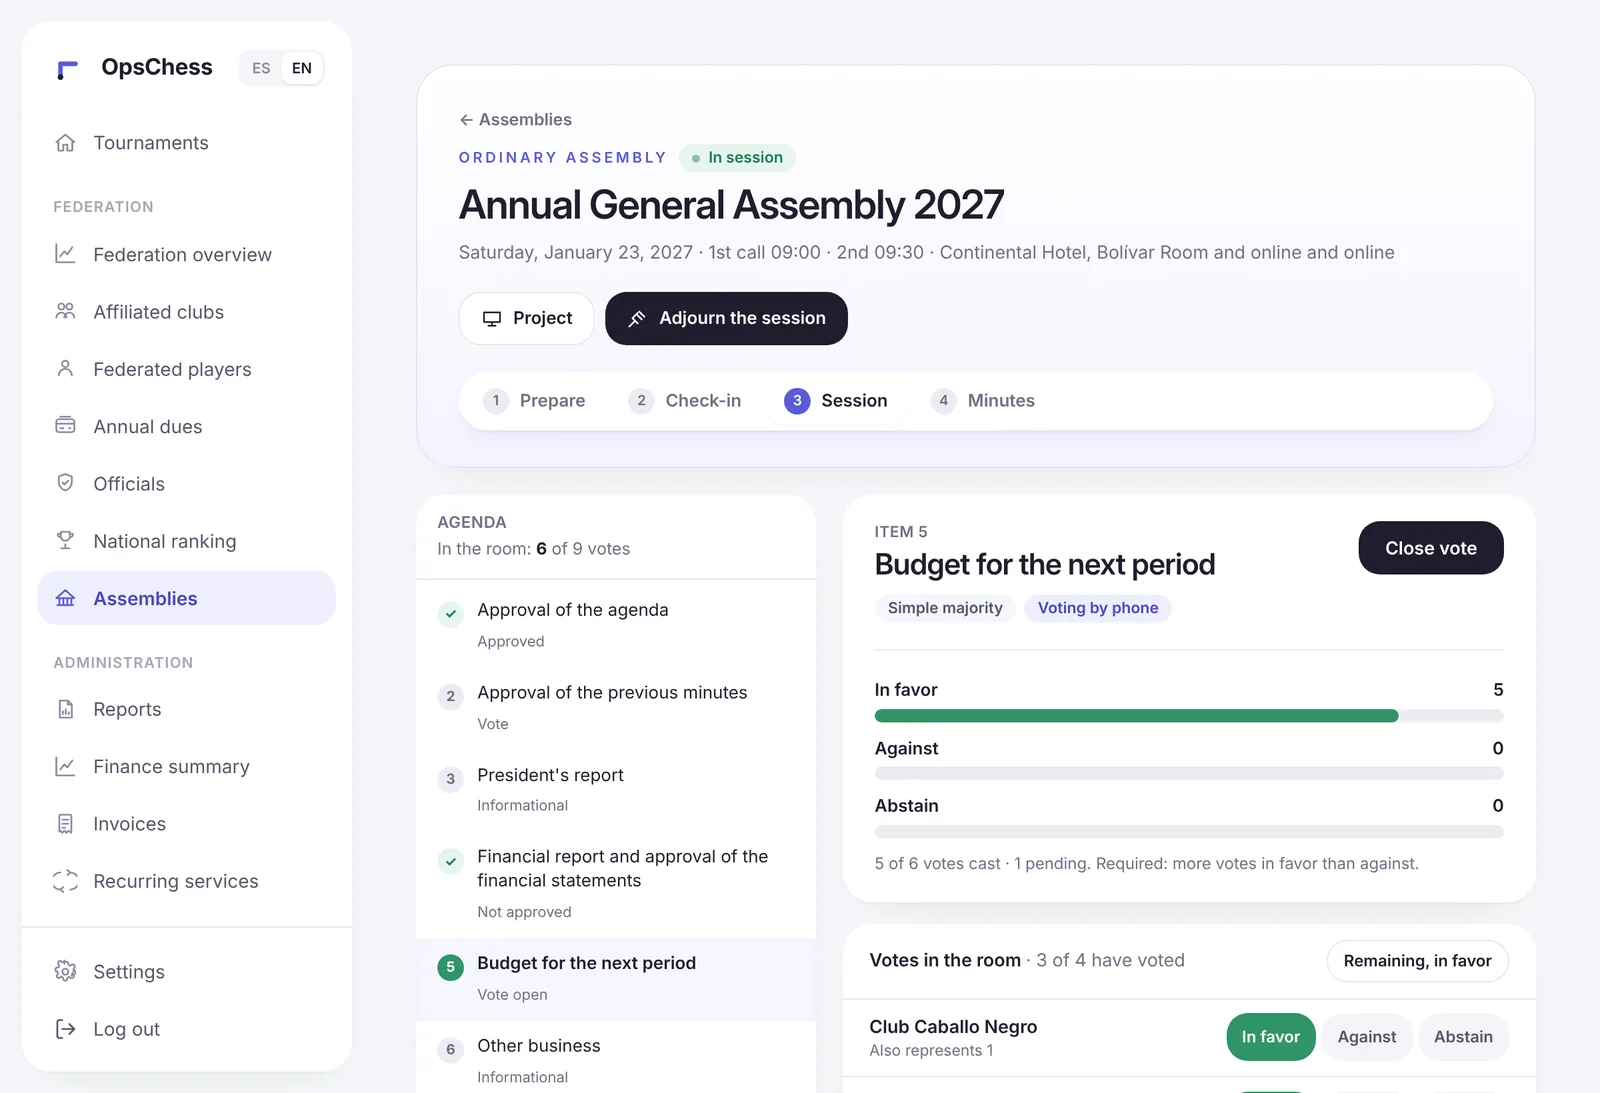 OpsChess
ES EN
Tournaments
FEDERATION
Federation overview
Affiliated clubs
Federated players
Annual dues
Officials
National ranking
Assemblies
ADMINISTRATION
Reports
Finance summary
Invoices
Recurring services
Settings
Log out
← Assemblies
ORDINARY ASSEMBLY In session
Annual General Assembly 2027
Saturday, January 23, 2027 · 1st call 09:00 · 2nd 09:30 · Continental Hotel, Bolívar Room and online and online
Project Adjourn the session
1 Prepare 2 Check-in 3 Session 4 Minutes
AGENDA
In the room: 6 of 9 votes
Approval of the agenda
Approved
2 Approval of the previous minutes
Vote
3 President's report
Informational
Financial report and approval of the
financial statements
Not approved
5 Budget for the next period
Vote open
6 Other business
Informational
ITEM 5
Budget for the next period
Close vote
Simple majority Voting by phone
In favor 5
Against 0
Abstain 0
5 of 6 votes cast · 1 pending. Required: more votes in favor than against.
Votes in the room · 3 of 4 have voted Remaining, in favor
Club Caballo Negro
Also represents 1
In favor Against Abstain